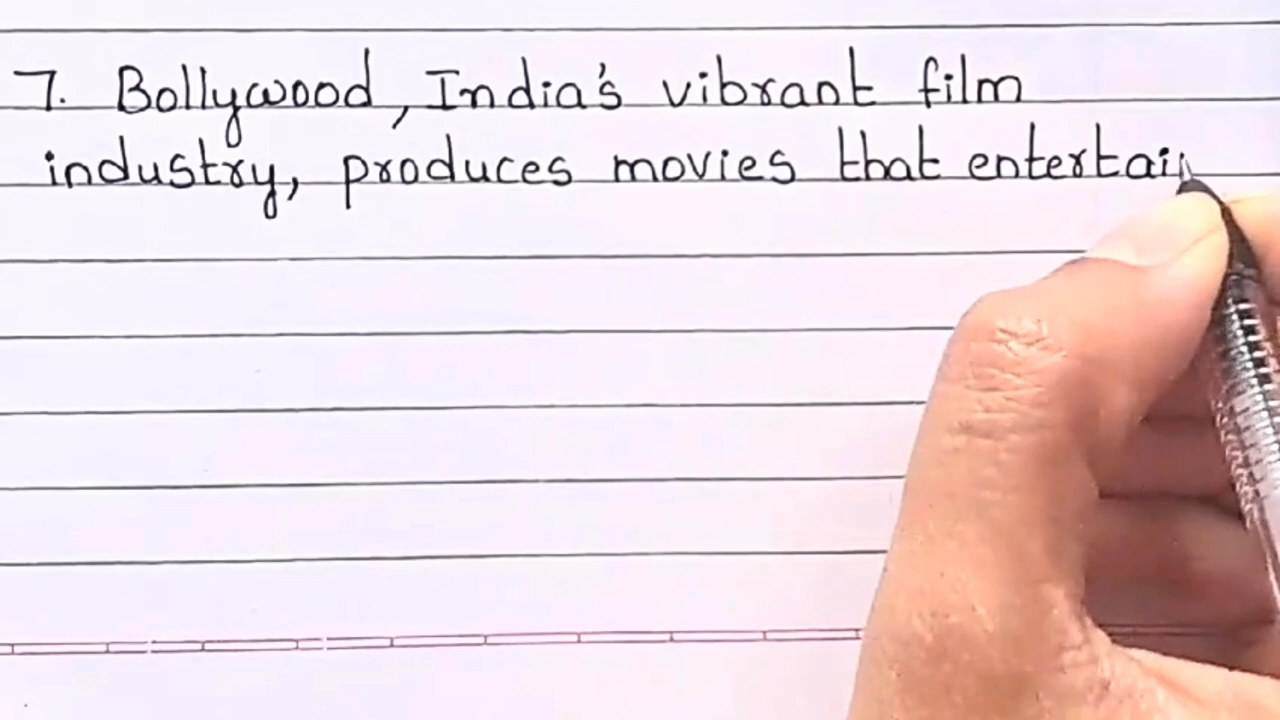 7. Bollywood, India's vibrant film
industry, produces movies that entertai